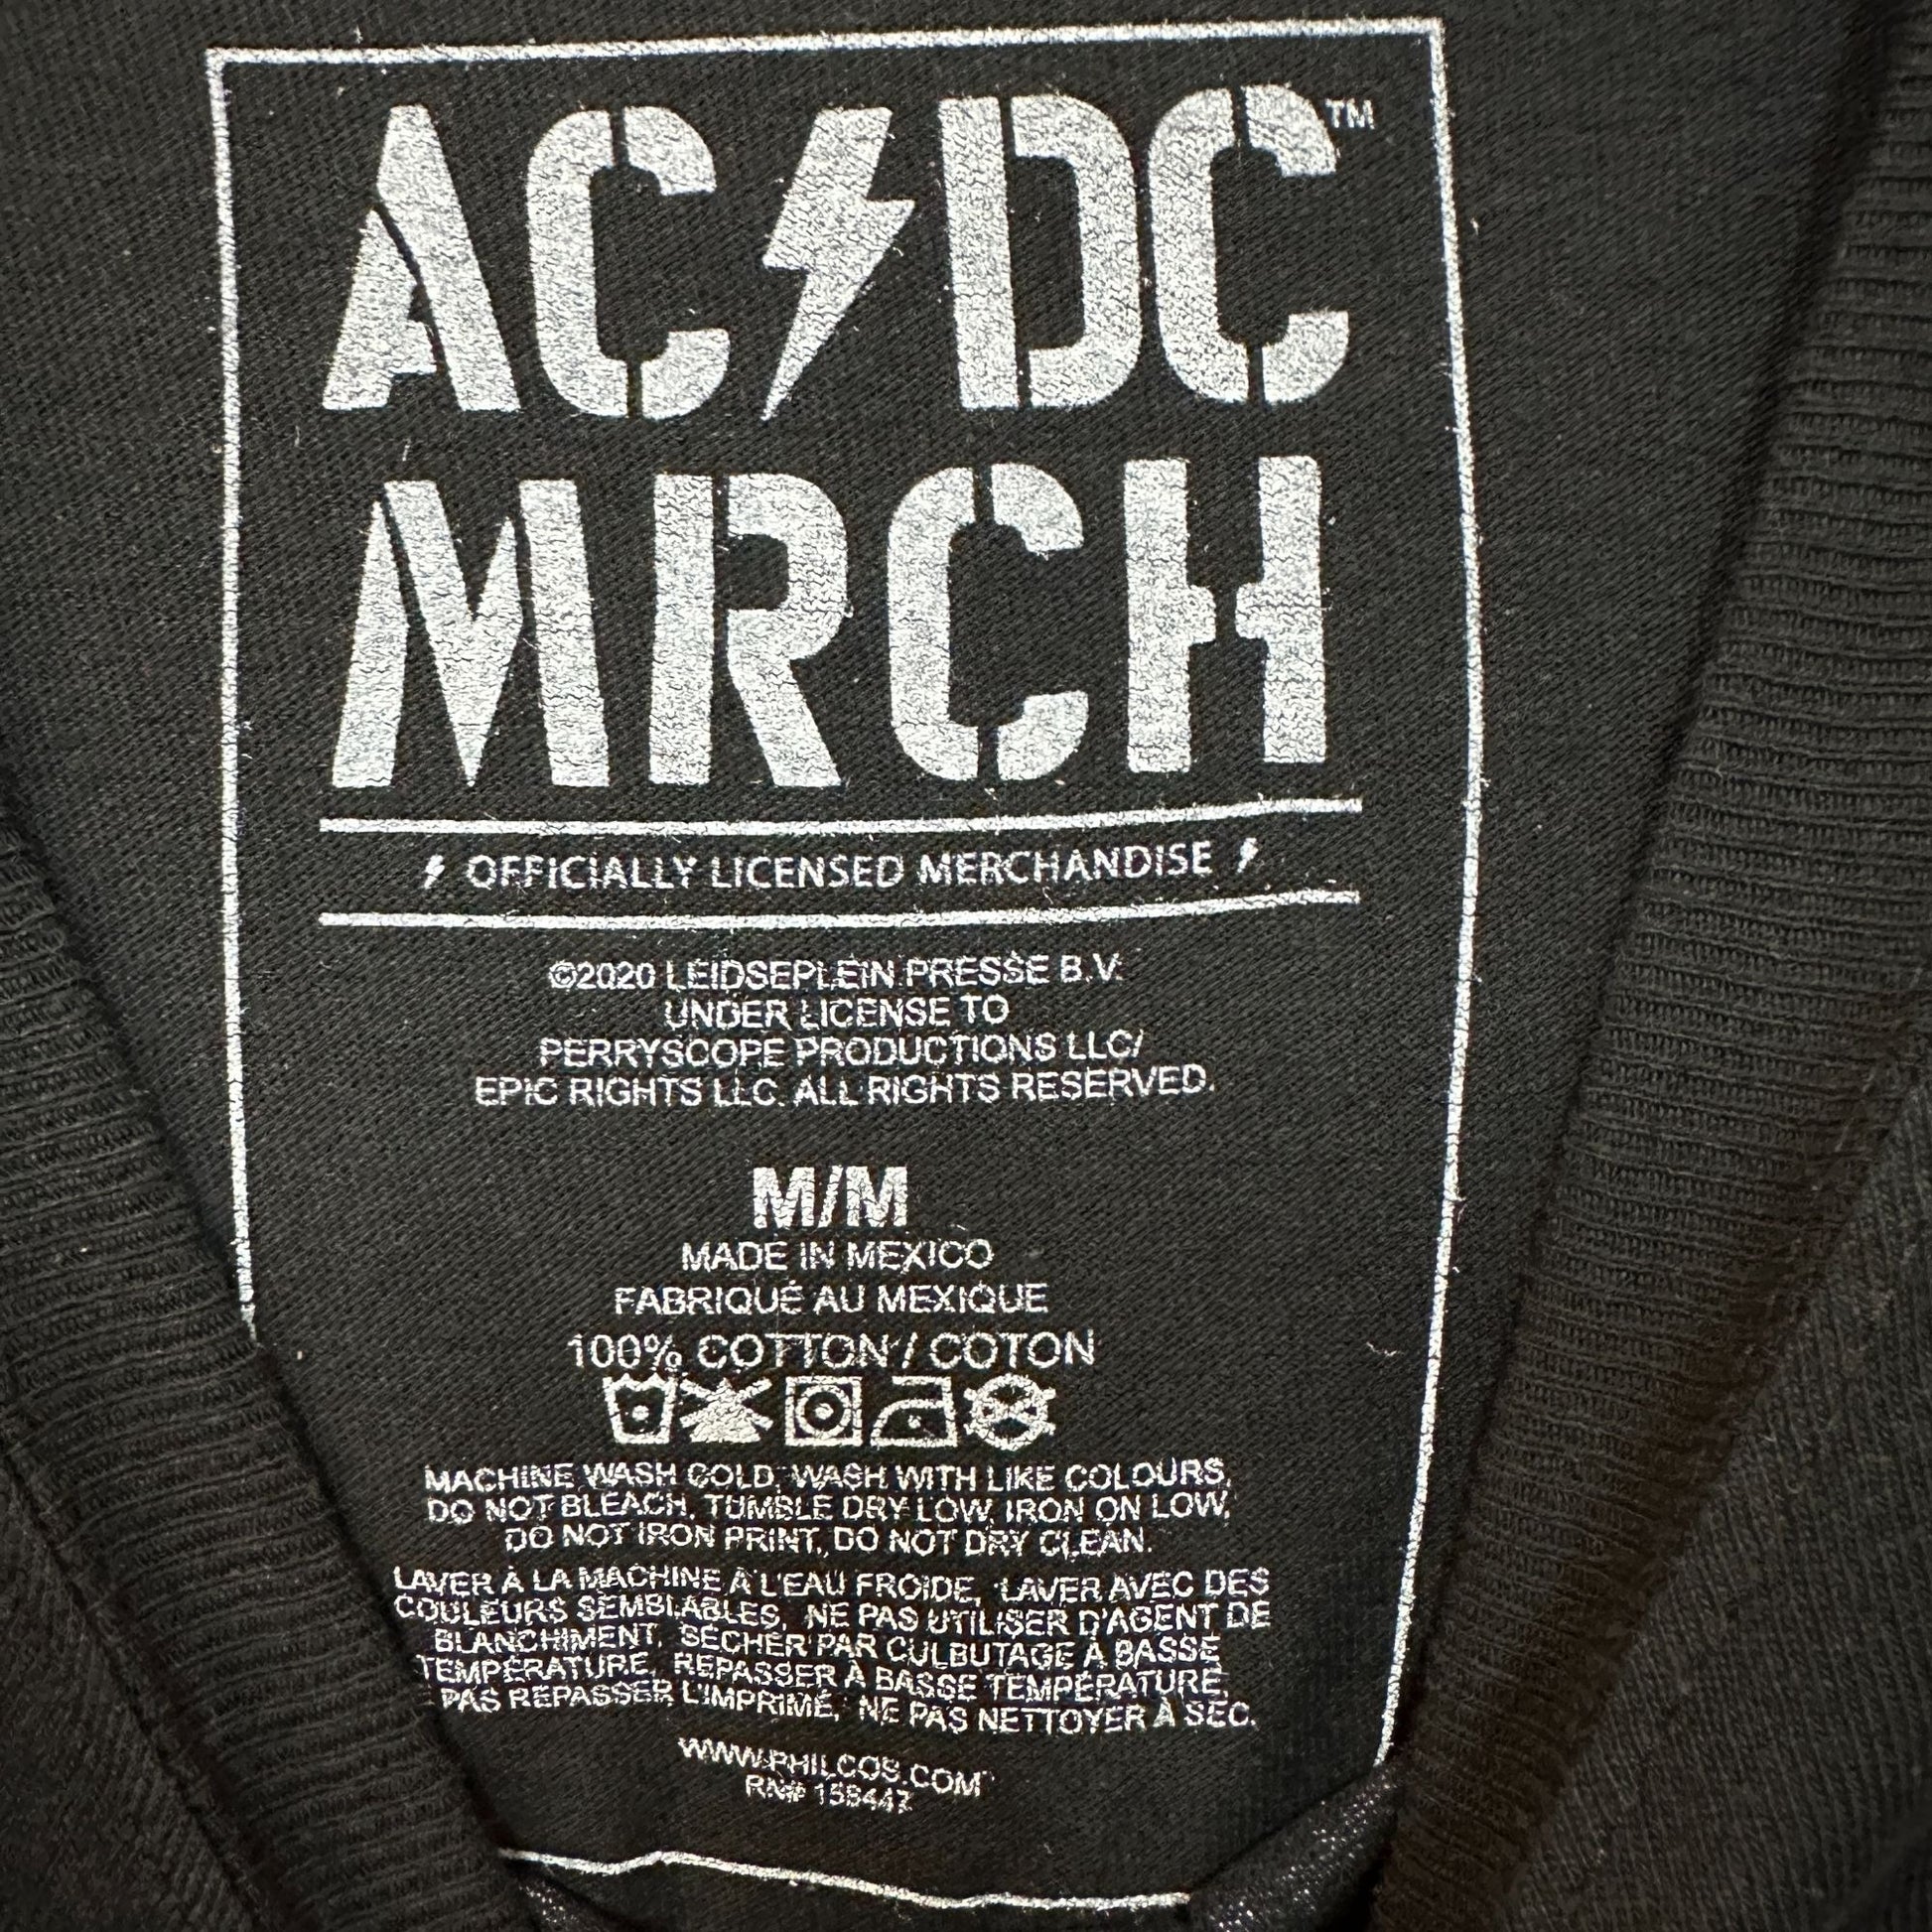 AC/DC™
MRCH
OFFICIALLY LICENSED MERCHANDISE
©2020 LEIDSEPLEIN PRESSE B.V.
UNDER LICENSE TO
PERRYSCOPE PRODUCTIONS LLC/
EPIC RIGHTS LLC. ALL RIGHTS RESERVED.
M/M
MADE IN MEXICO
FABRIQUÉ AU MEXIQUE
100% COTTON / COTON
MACHINE WASH COLD, WASH WITH LIKE COLOURS,
DO NOT BLEACH, TUMBLE DRY LOW, IRON ON LOW,
DO NOT IRON PRINT, DO NOT DRY CLEAN.
LAVER À LA MACHINE À L'EAU FROIDE, LAVER AVEC DES
COULEURS SEMBLABLES, NE PAS UTILISER D'AGENT DE
BLANCHIMENT, SÉCHER PAR CULBUTAGE À BASSE
TEMPÉRATURE, REPASSER À BASSE TEMPÉRATURE,
PAS REPASSER L'IMPRIMÉ, NE PAS NETTOYER À SEC.
WWW.PHILCOS.COM
RN#